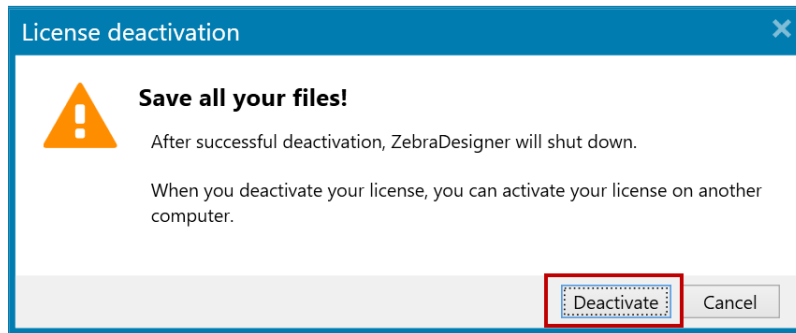 License deactivation
Save all your files!
After successful deactivation, ZebraDesigner will shut down.
When you deactivate your license, you can activate your license on another
computer.
Deactivate Cancel